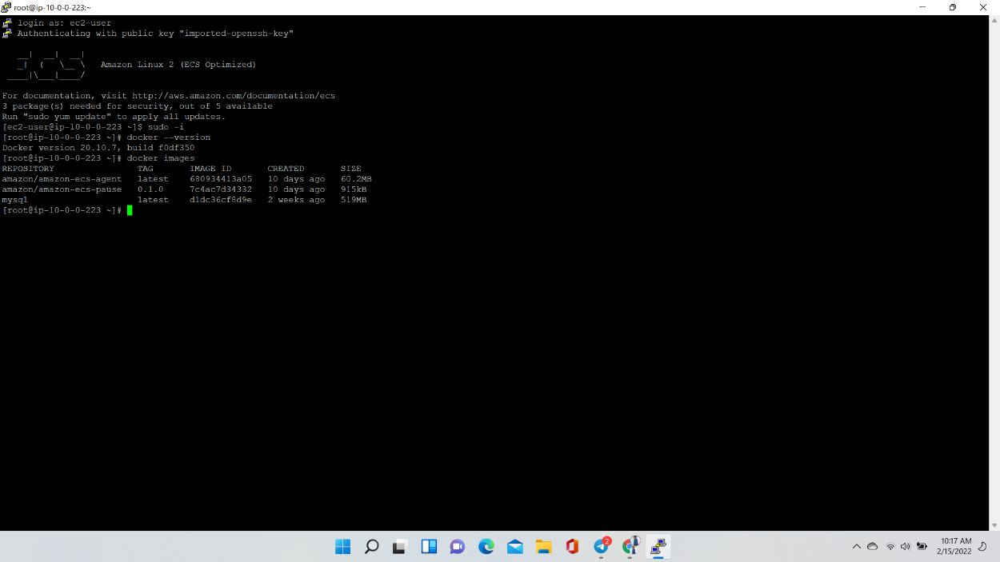 root@ip-10-0-0-223:~
login as: ec2-user
Authenticating with public key "imported-openssh-key"
__|  __|  __|
_|  (   \__ \   Amazon Linux 2 (ECS Optimized)
____|\___|____/
For documentation, visit http://aws.amazon.com/documentation/ecs
3 package(s) needed for security, out of 5 available
Run "sudo yum update" to apply all updates.
[ec2-user@ip-10-0-0-223 ~]$ sudo -i
[root@ip-10-0-0-223 ~]# docker --version
Docker version 20.10.7, build f0df350
[root@ip-10-0-0-223 ~]# docker images
REPOSITORY                TAG       IMAGE ID       CREATED       SIZE
amazon/amazon-ecs-agent   latest    680934413a05   10 days ago   60.2MB
amazon/amazon-ecs-pause   0.1.0     7c4ac7d34332   10 days ago   915kB
mysql                     latest    d1dc36cf8d9e   2 weeks ago   519MB
[root@ip-10-0-0-223 ~]#
2
10:17 AM
2/15/2022